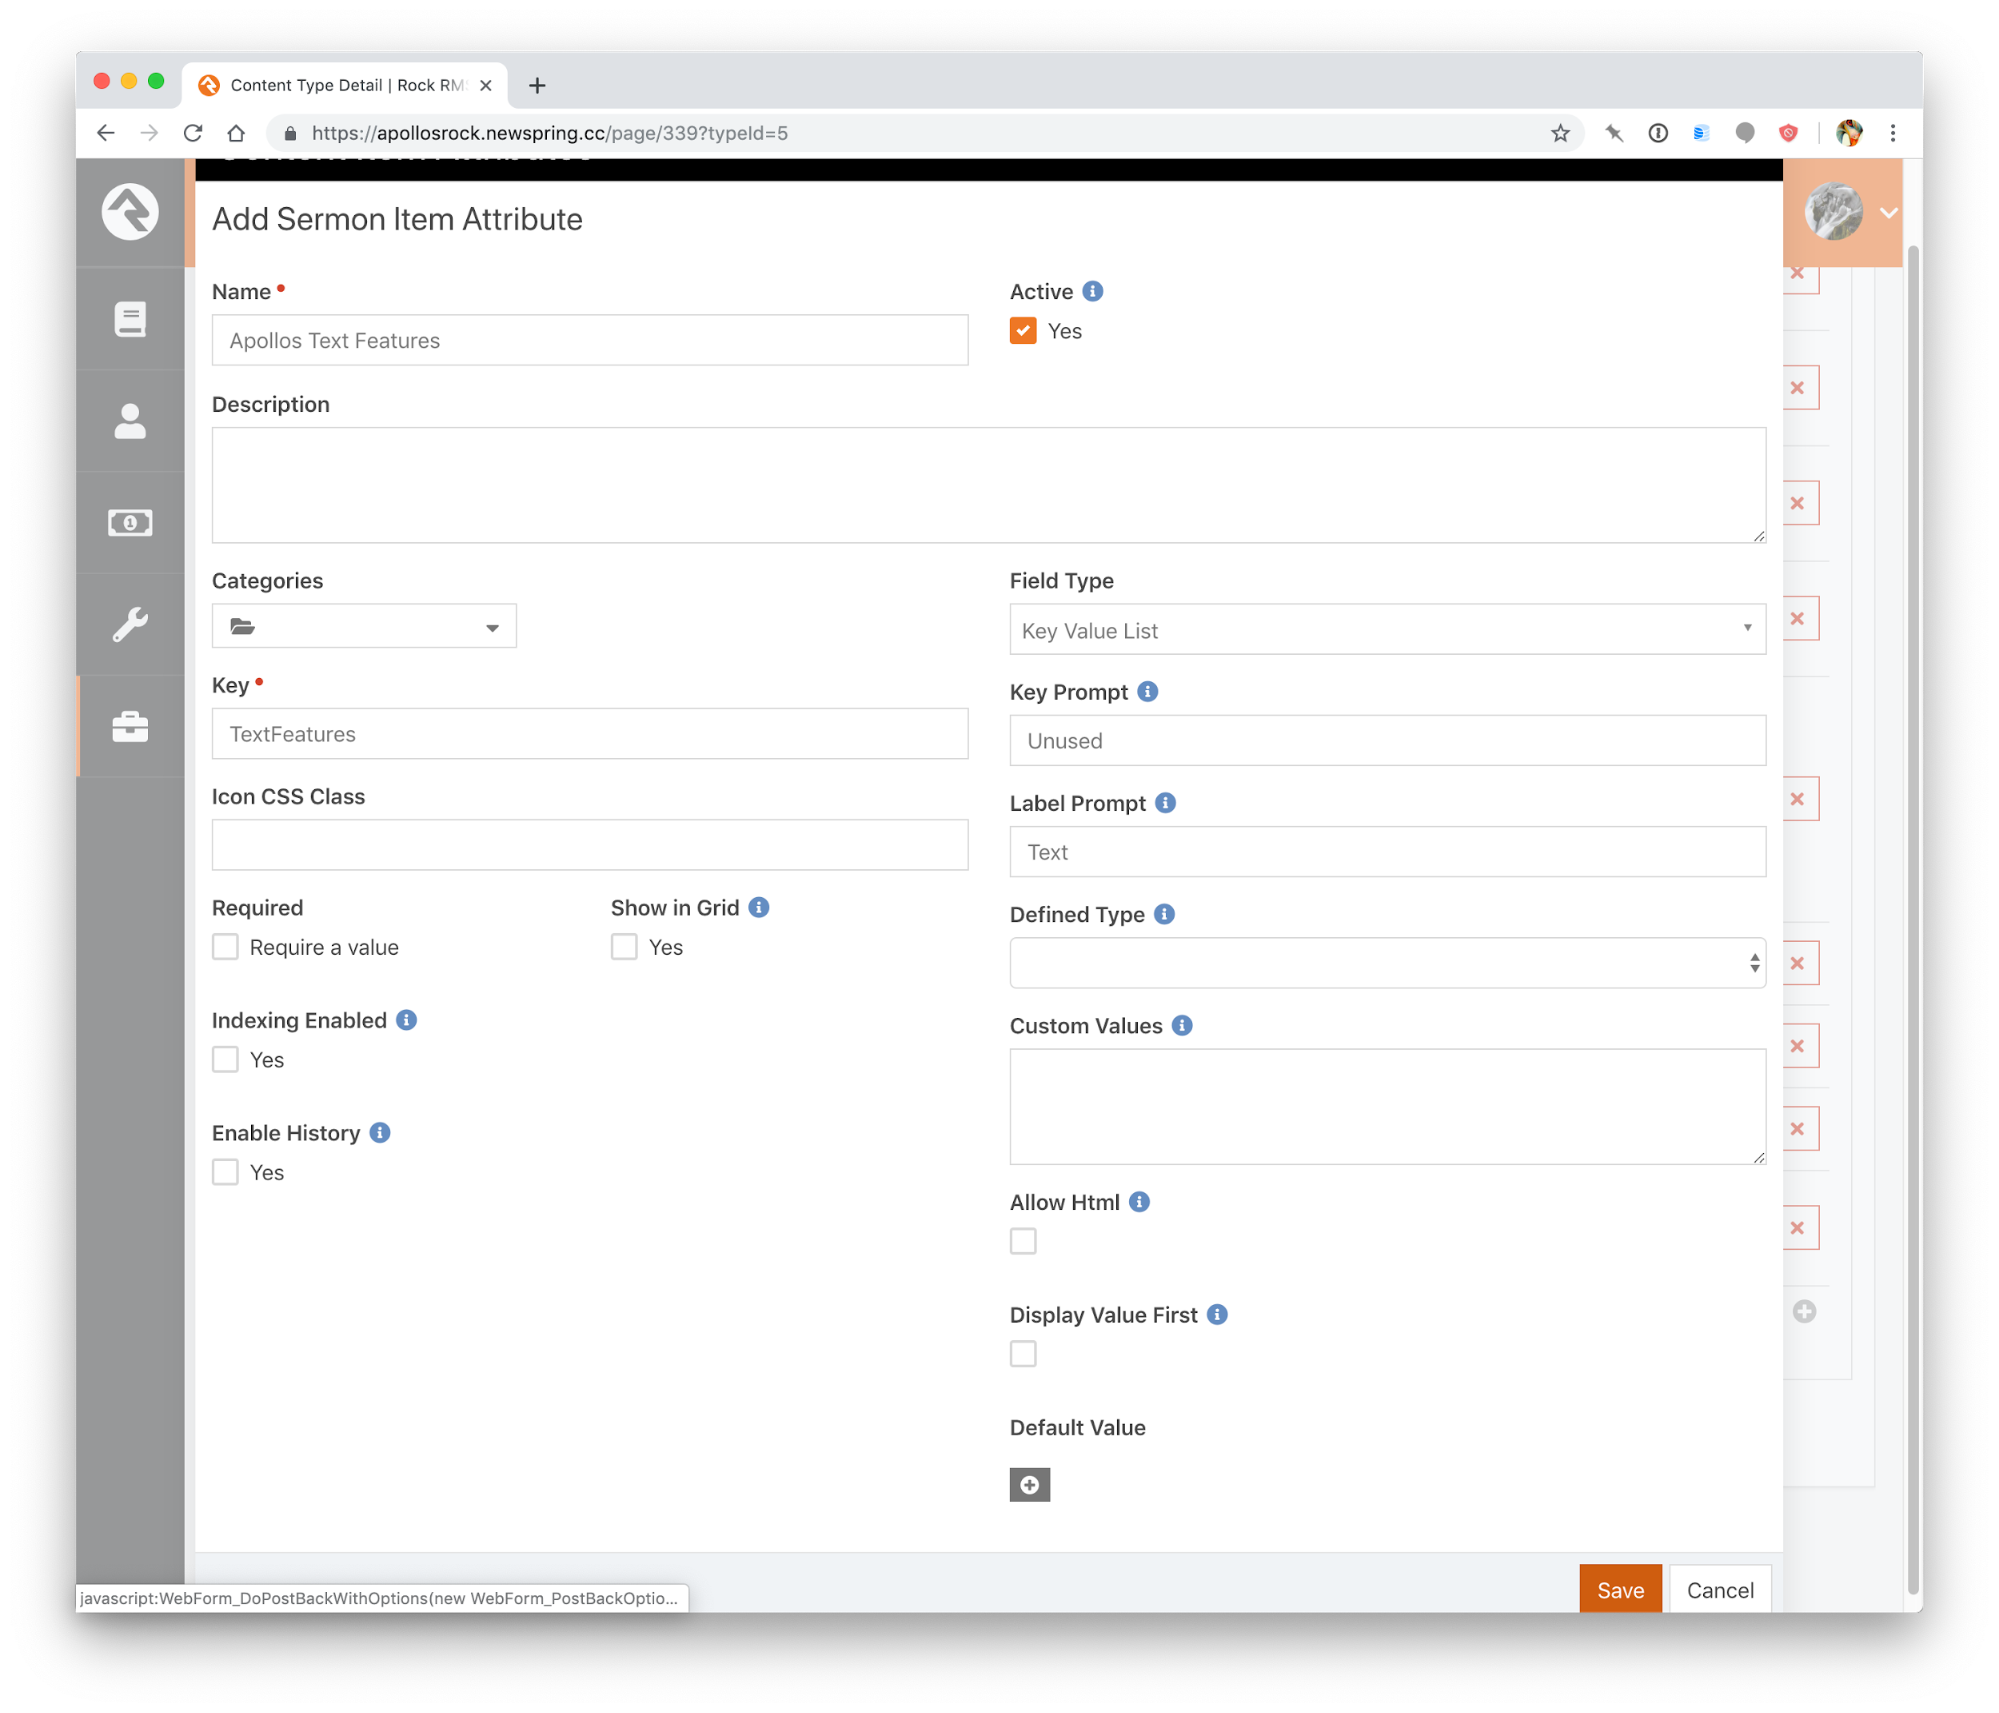 Content Type Detail | Rock RMS
https://apollosrock.newspring.cc/page/339?typeId=5
Add Sermon Item Attribute
Name
Active
Apollos Text Features
Yes
Description
Categories
Field Type
Key Value List
Key
Key Prompt
TextFeatures
Unused
Icon CSS Class
Label Prompt
Text
Required
Show in Grid
Defined Type
Require a value
Yes
Indexing Enabled
Custom Values
Yes
Enable History
Yes
Allow Html
Display Value First
Default Value
javascript:WebForm_DoPostBackWithOptions(new WebForm_PostBackOptio...
Save
Cancel